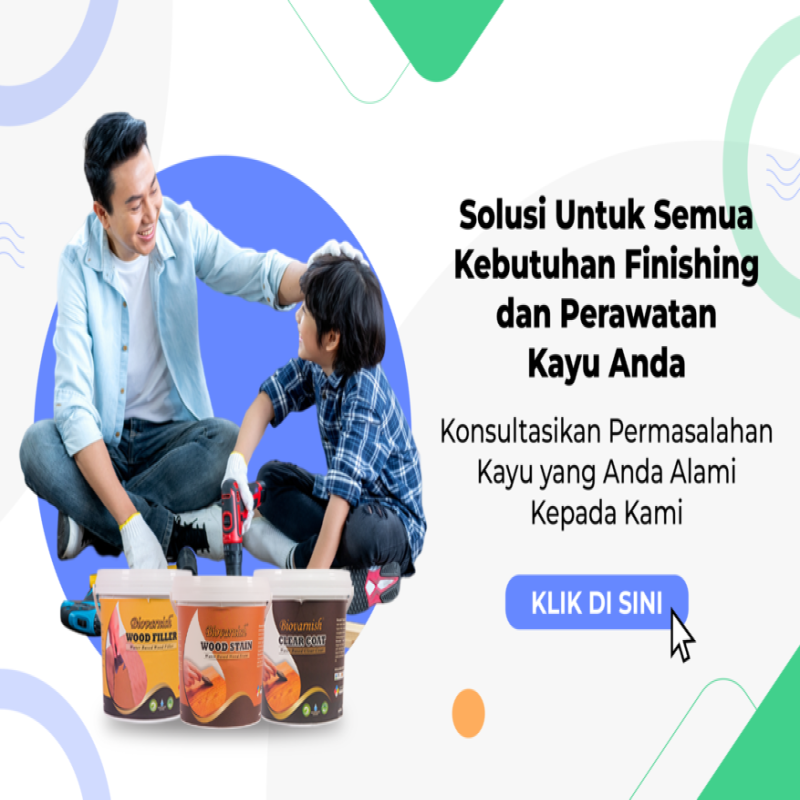 Solusi Untuk Semua
Kebutuhan Finishing
dan Perawatan
Kayu Anda
Konsultasikan Permasalahan
Kayu yang Anda Alami
Kepada Kami
KLIK DI SINI
Biovarnish
WOOD FILLER
Biovarnish
WOOD STAIN
Biovarnish
CLEAR COAT